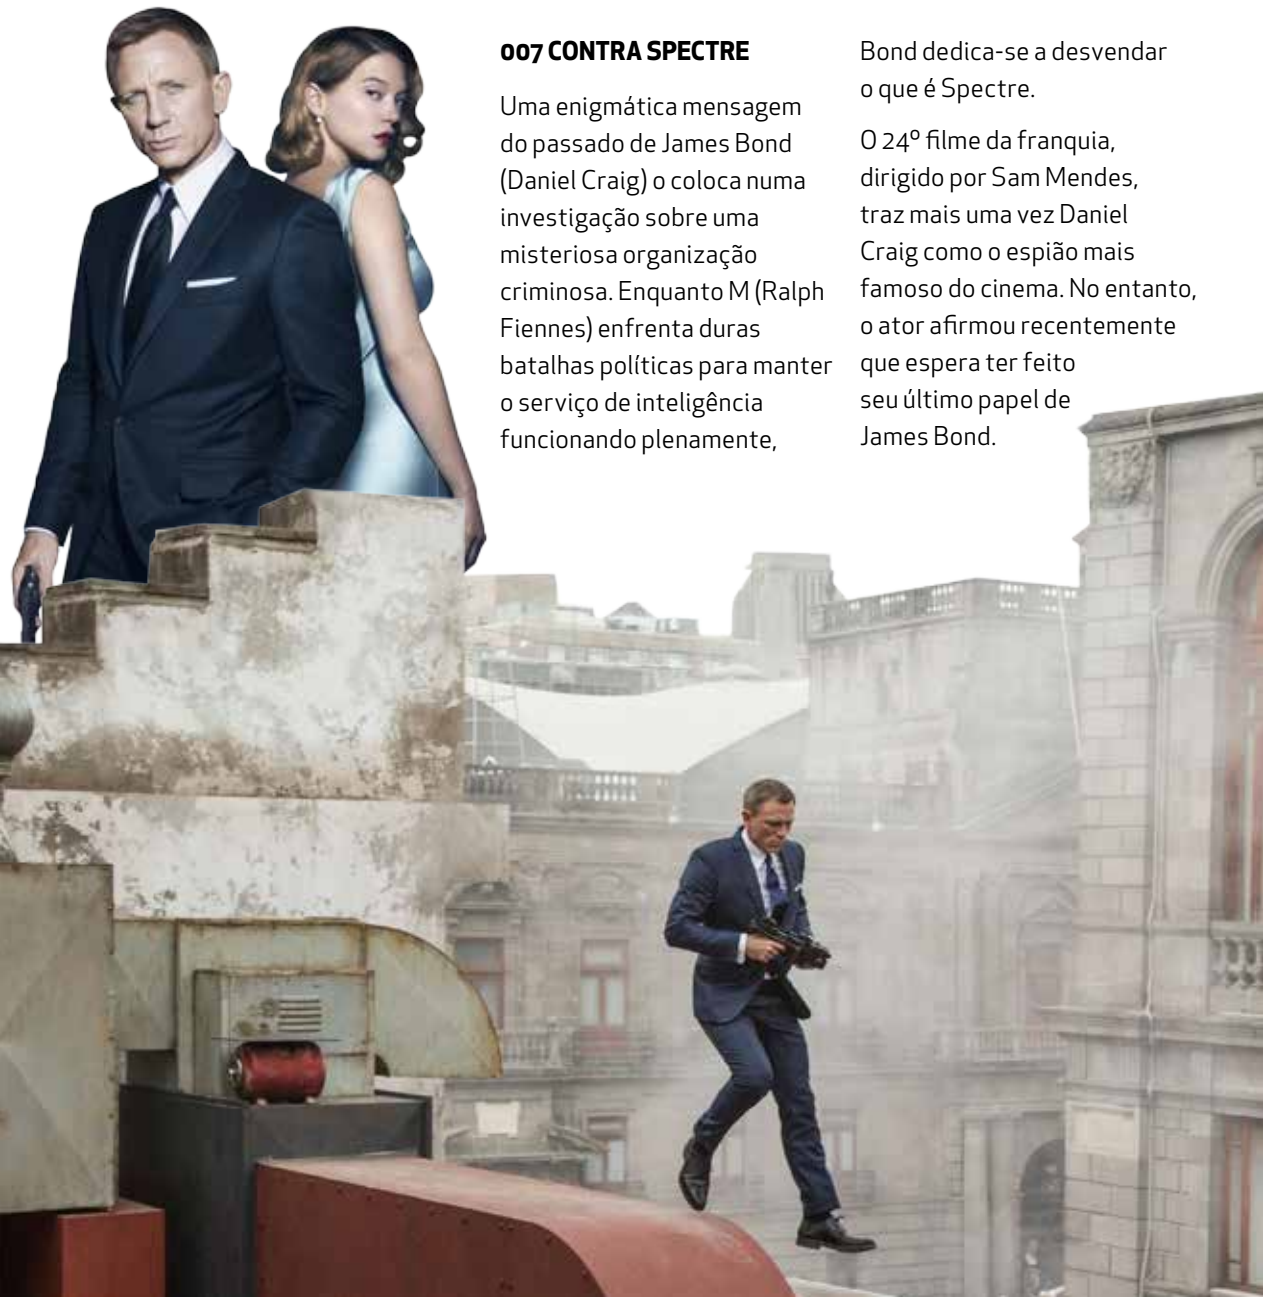 007 CONTRA SPECTRE
Uma enigmática mensagem
do passado de James Bond
(Daniel Craig) o coloca numa
investigação sobre uma
misteriosa organização
criminosa. Enquanto M (Ralph
Fiennes) enfrenta duras
batalhas políticas para manter
o serviço de inteligência
funcionando plenamente,
Bond dedica-se a desvendar
o que é Spectre.
O 24º filme da franquia,
dirigido por Sam Mendes,
traz mais uma vez Daniel
Craig como o espião mais
famoso do cinema. No entanto,
o ator afirmou recentemente
que espera ter feito
seu último papel de
James Bond.